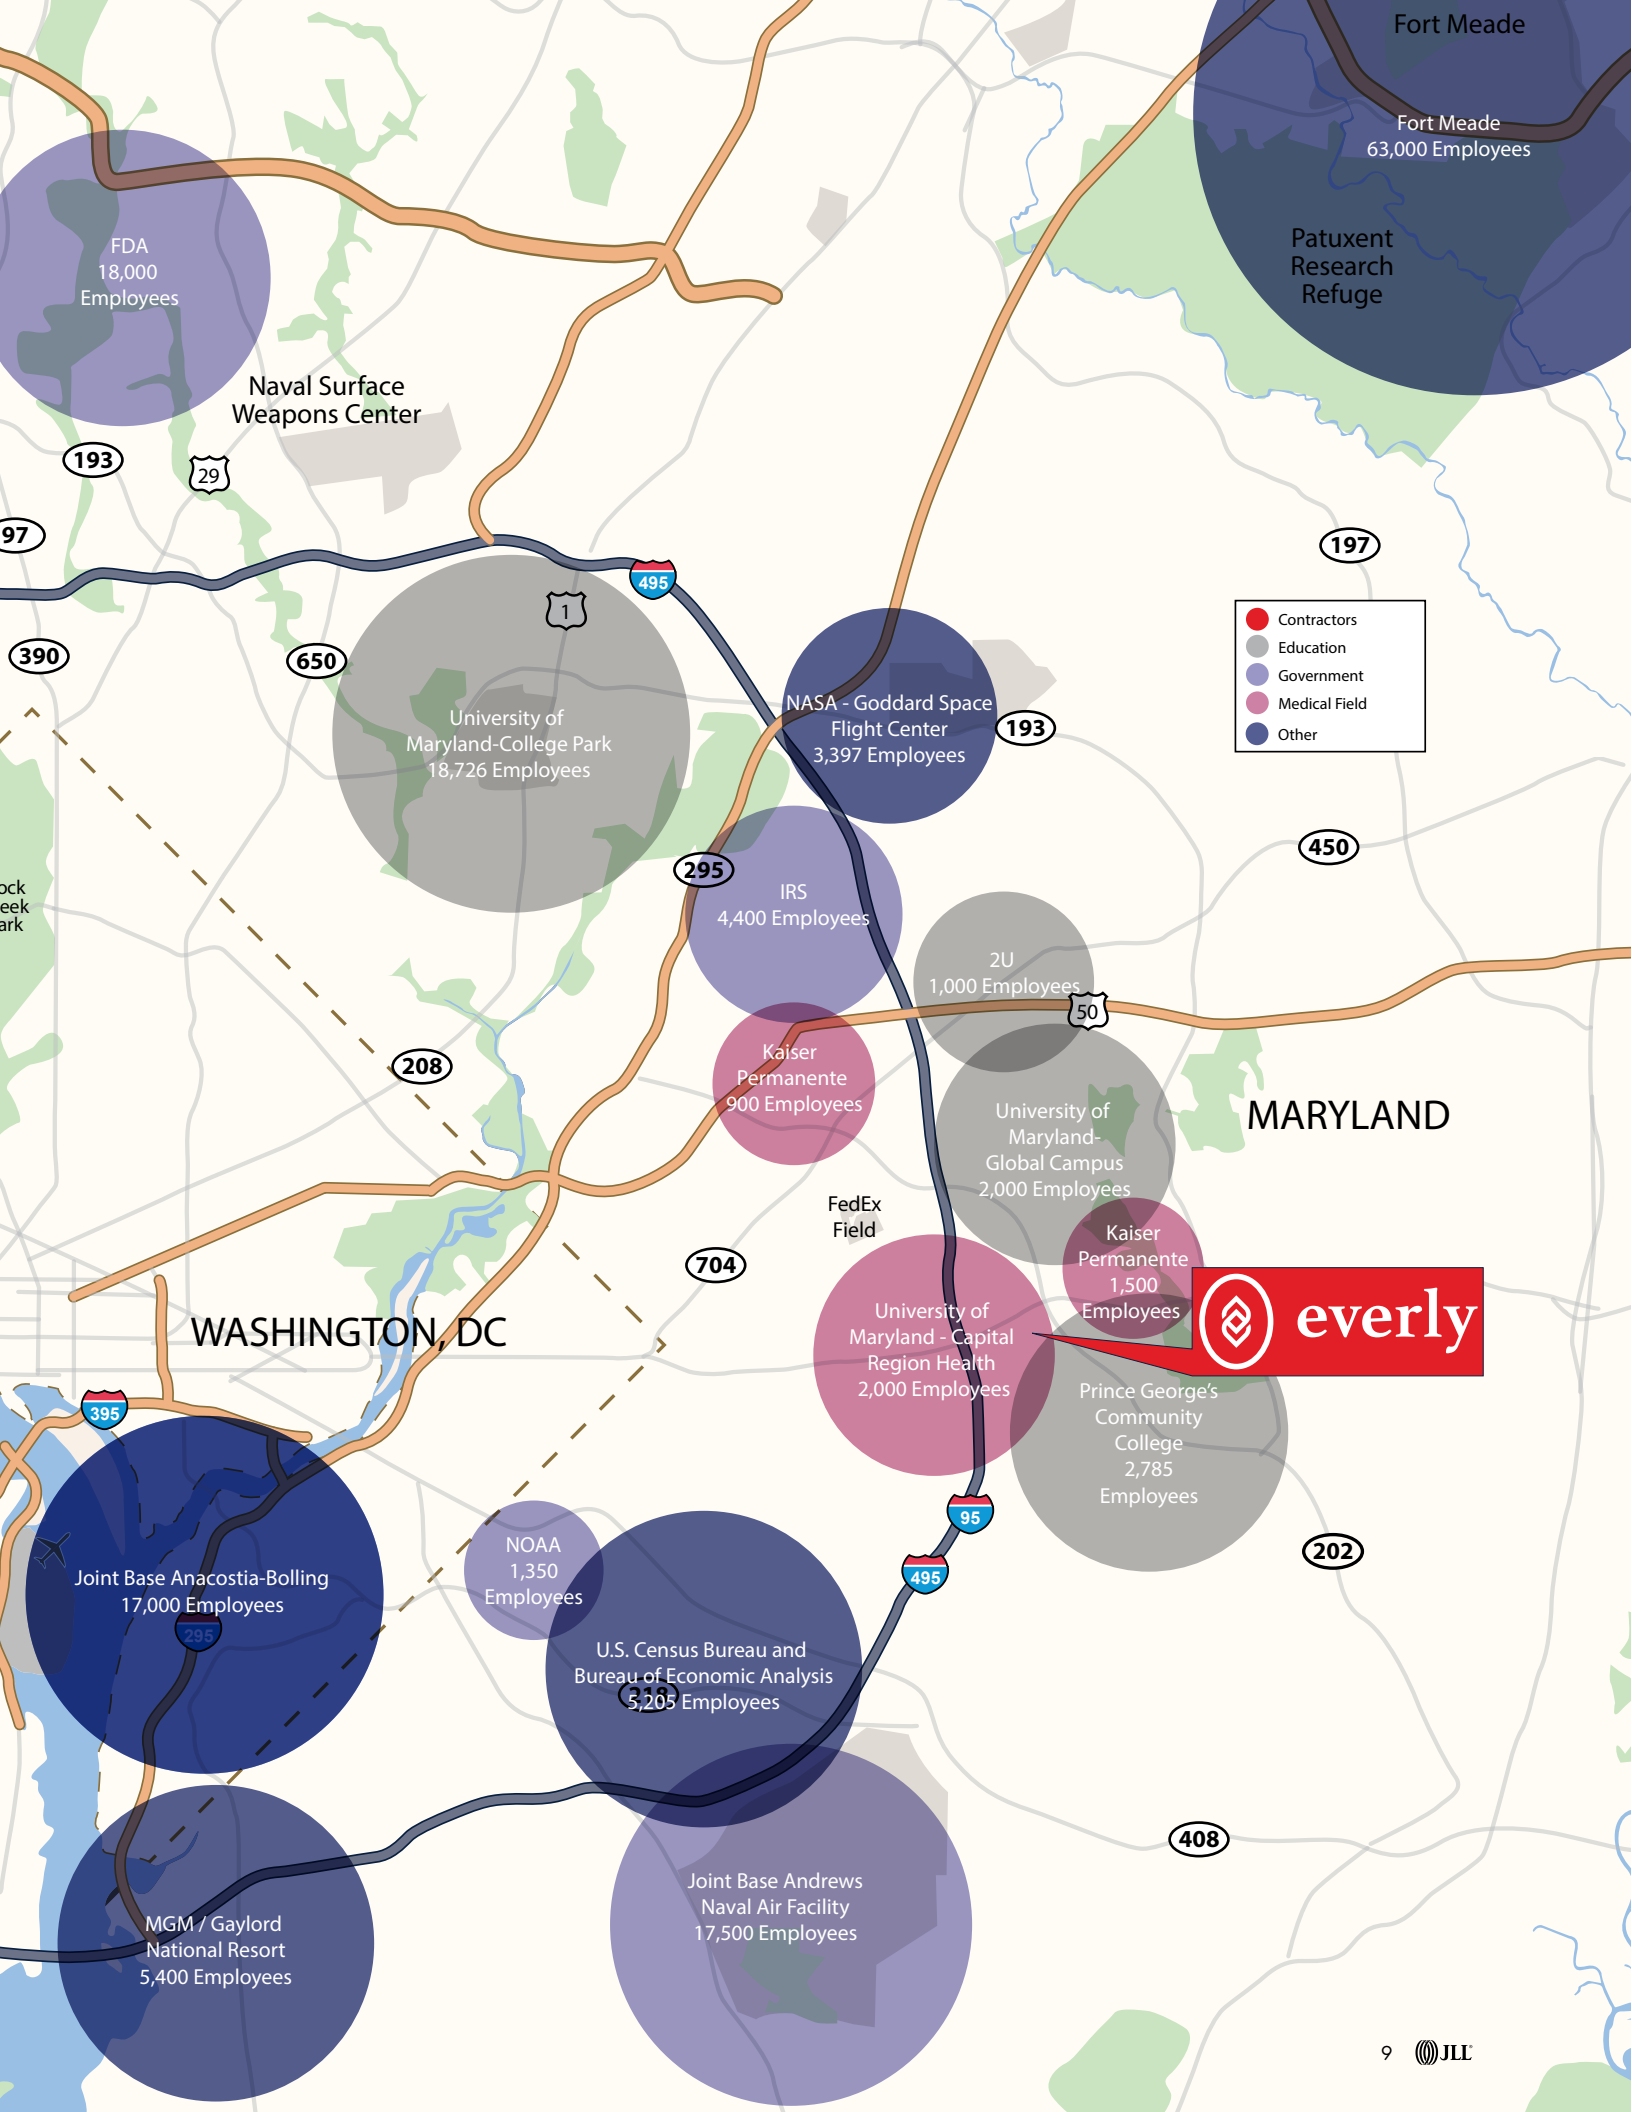 Fort Meade
Fort Meade
63,000 Employees
Patuxent
Research
Refuge
FDA
18,000
Employees
Naval Surface
Weapons Center
193
29
97
495
197
1
390
650
Contractors
Education
Government
Medical Field
Other
University of
Maryland-College Park
18,726 Employees
NASA - Goddard Space
Flight Center
3,397 Employees
193
450
295
IRS
4,400 Employees
ock
eek
ark
2U
1,000 Employees
50
208
Kaiser
Permanente
900 Employees
University of
Maryland-
Global Campus
2,000 Employees
MARYLAND
FedEx
Field
Kaiser
Permanente
1,500
Employees
704
everly
University of
Maryland - Capital
Region Health
2,000 Employees
WASHINGTON, DC
395
Prince George's
Community
College
2,785
Employees
95
NOAA
1,350
Employees
202
495
Joint Base Anacostia-Bolling
17,000 Employees
295
U.S. Census Bureau and
Bureau of Economic Analysis
218
5,205 Employees
408
Joint Base Andrews
Naval Air Facility
17,500 Employees
MGM / Gaylord
National Resort
5,400 Employees
9
JLL